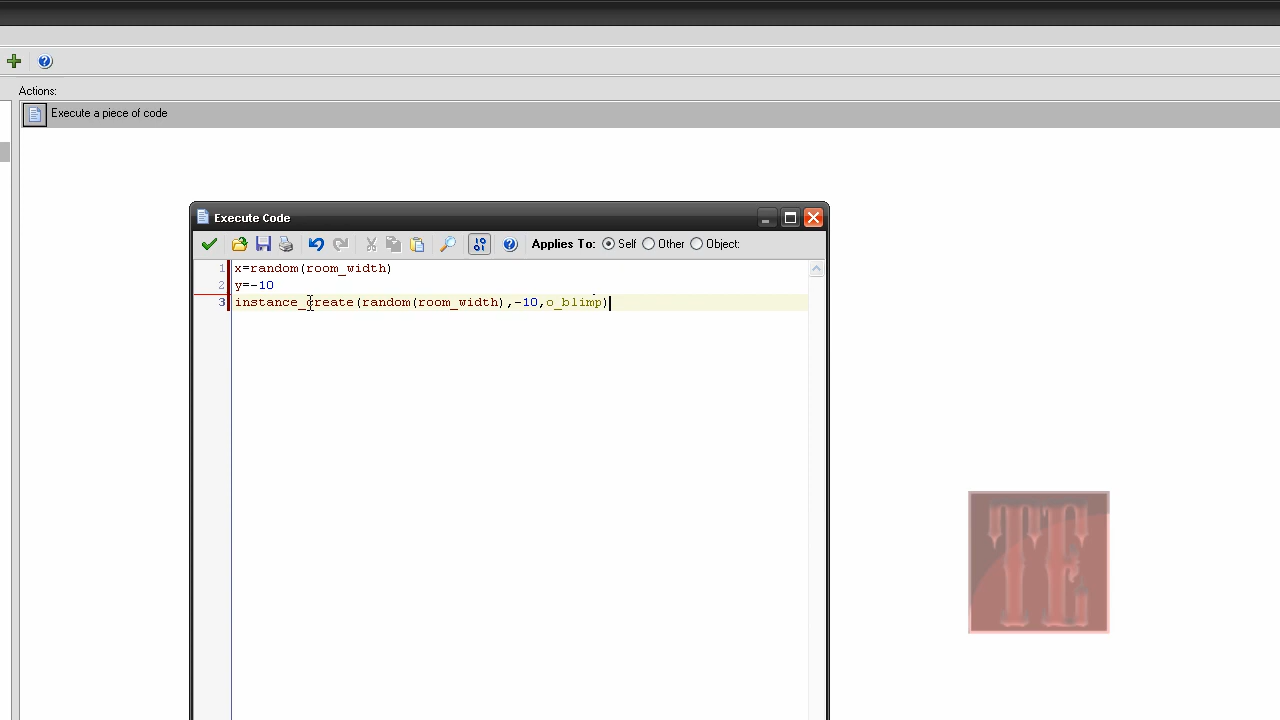 Actions:
Execute a piece of code
Execute Code
Applies To: Self Other Object:
1 x=random(room_width)
2 y=-10
3 instance_create(random(room_width),-10,o_blimp)
TE